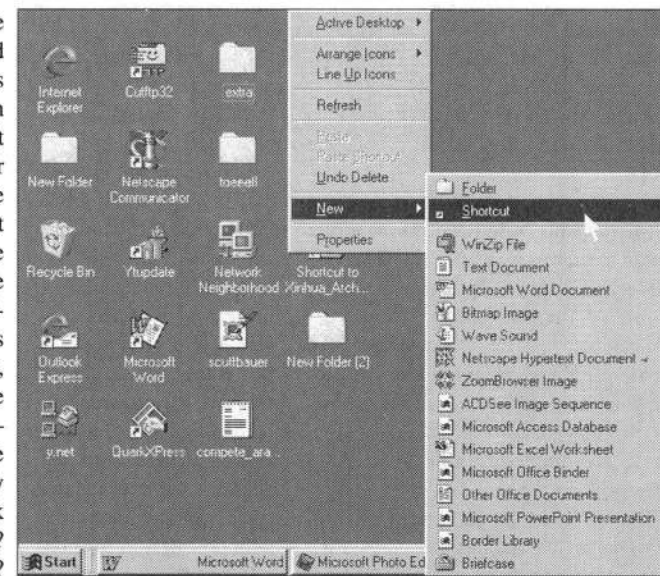 Internet
Explorer
Cutftp32
extra
New Folder
Netscape
Communicator
Recycle Bin
Ytupdate
Network
Neighborhood
Shortcut to
Xinhua_Arch...
Outlook
Express
Microsoft
Word
scuttbauer
New Folder (2)
y.net
QuarkXPress
compete_ara...
Active Desktop
Arrange Icons
Line Up Icons
Refresh
Paste
Paste Shortcut
Undo Delete
New
Properties
Folder
Shortcut
WinZip File
Text Document
Microsoft Word Document
Bitmap Image
Wave Sound
Netscape Hypertext Document
ZoomBrowser Image
ACDSee Image Sequence
Microsoft Access Database
Microsoft Excel Worksheet
Microsoft Office Binder
Other Office Documents...
Microsoft PowerPoint Presentation
Border Library
Briefcase
Start
Microsoft Word
Microsoft Photo Ed